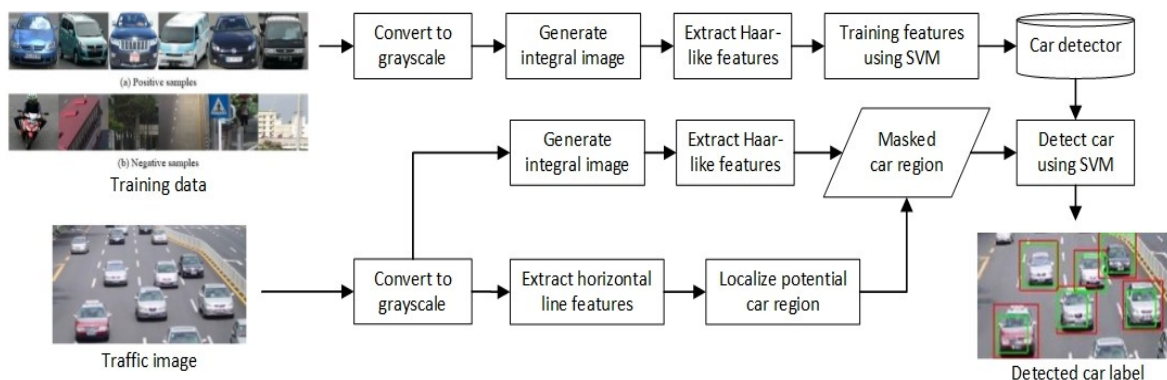 Convert to
grayscale
Generate
integral image
Extract Haar-
like features
Training features
using SVM
Car detector
(a) Positive samples
(b) Negative samples
Training data
Generate
integral image
Extract Haar-
like features
Masked
car region
Detect car
using SVM
Convert to
grayscale
Extract horizontal
line features
Localize potential
car region
Traffic image
Detected car label